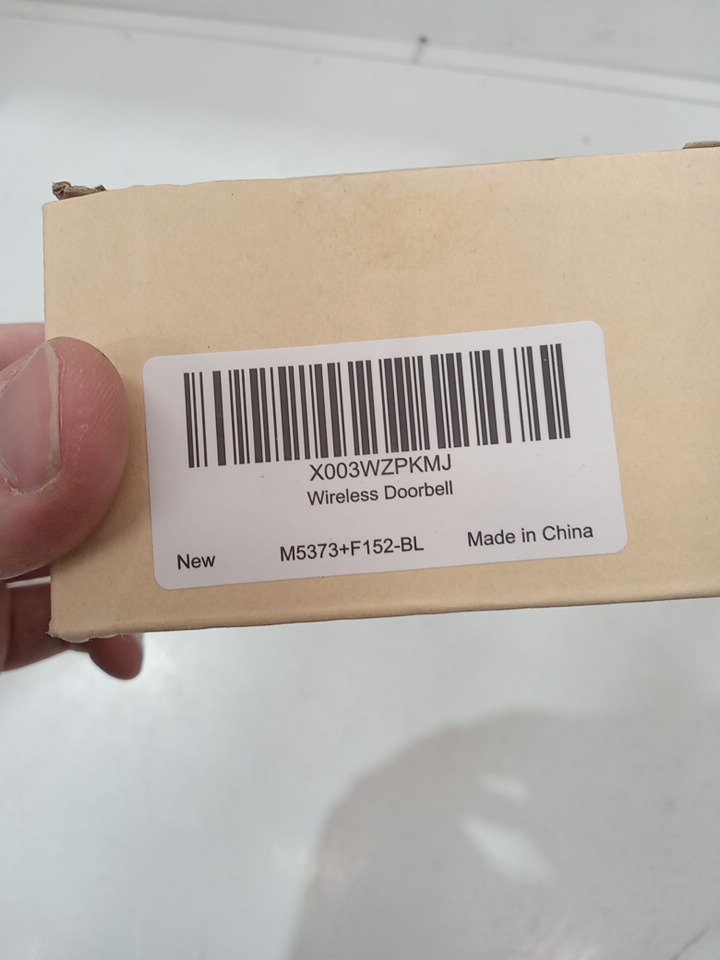 X003WZPKMJ
Wireless Doorbell
New M5373+F152-BL Made in China